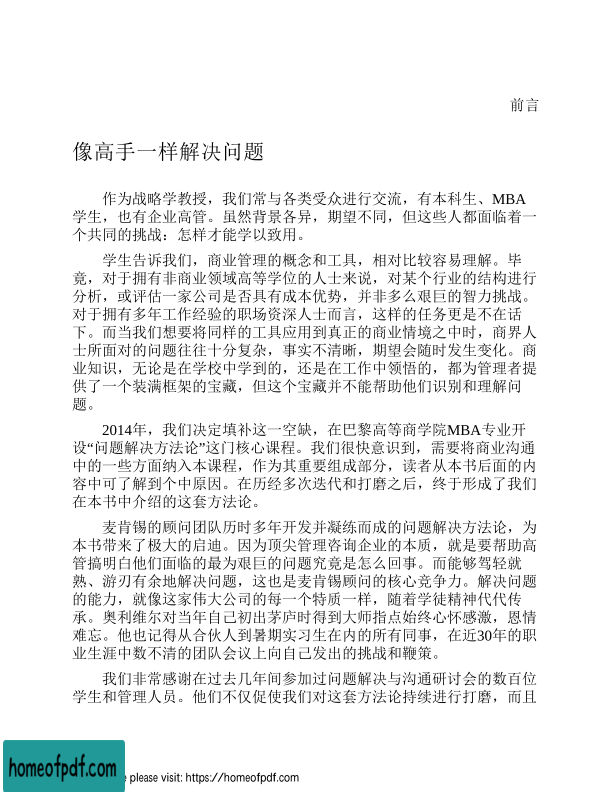 前言
像高手一样解决问题
作为战略学教授，我们常与各类受众进行交流，有本科生、MBA
学生，也有企业高管。虽然背景各异，期望不同，但这些人都面临着一
个共同的挑战：怎样才能学以致用。
学生告诉我们，商业管理的概念和工具，相对比较容易理解。毕
竟，对于拥有非商业领域高等学位的人士来说，对某个行业的结构进行
分析，或评估一家公司是否具有成本优势，并非多么艰巨的智力挑战。
对于拥有多年工作经验的职场资深人士而言，这样的任务更是不在话
下。而当我们想要将同样的工具应用到真正的商业情境之中时，商界人
士所面对的问题往往十分复杂，事实不清晰，期望会随时发生变化。商
业知识，无论是在学校中学到的，还是在工作中领悟的，都为管理者提
供了一个装满框架的宝藏，但这个宝藏并不能帮助他们识别和理解问
题。
2014年，我们决定填补这一空缺，在巴黎高等商学院MBA专业开
设“问题解决方法论”这门核心课程。我们很快意识到，需要将商业沟通
中的一些方面纳入本课程，作为其重要组成部分，读者从本书后面的内
容中可了解到个中原因。在历经多次迭代和打磨之后，终于形成了我们
在本书中介绍的这套方法论。
麦肯锡的顾问团队历时多年开发并凝练而成的问题解决方法论，为
本书带来了极大的启迪。因为顶尖管理咨询企业的本质，就是要帮助高
管搞明白他们面临的最为艰巨的问题究竟是怎么回事。而能够驾轻就
熟、游刃有余地解决问题，这也是麦肯锡顾问的核心竞争力。解决问题
的能力，就像这家伟大公司的每一个特质一样，随着学徒精神代代传
承。奥利维尔对当年自己初出茅庐时得到大师指点始终心怀感激，恩情
难忘。他也记得从合伙人到暑期实习生在内的所有同事，在近30年的职
业生涯中数不清的团队会议上向自己发出的挑战和鞭策。
我们非常感谢在过去几年间参加过问题解决与沟通研讨会的数百位
学生和管理人员。他们不仅促使我们对这套方法论持续进行打磨，而且
homeofpdf.com
e please visit: https://homeofpdf.com